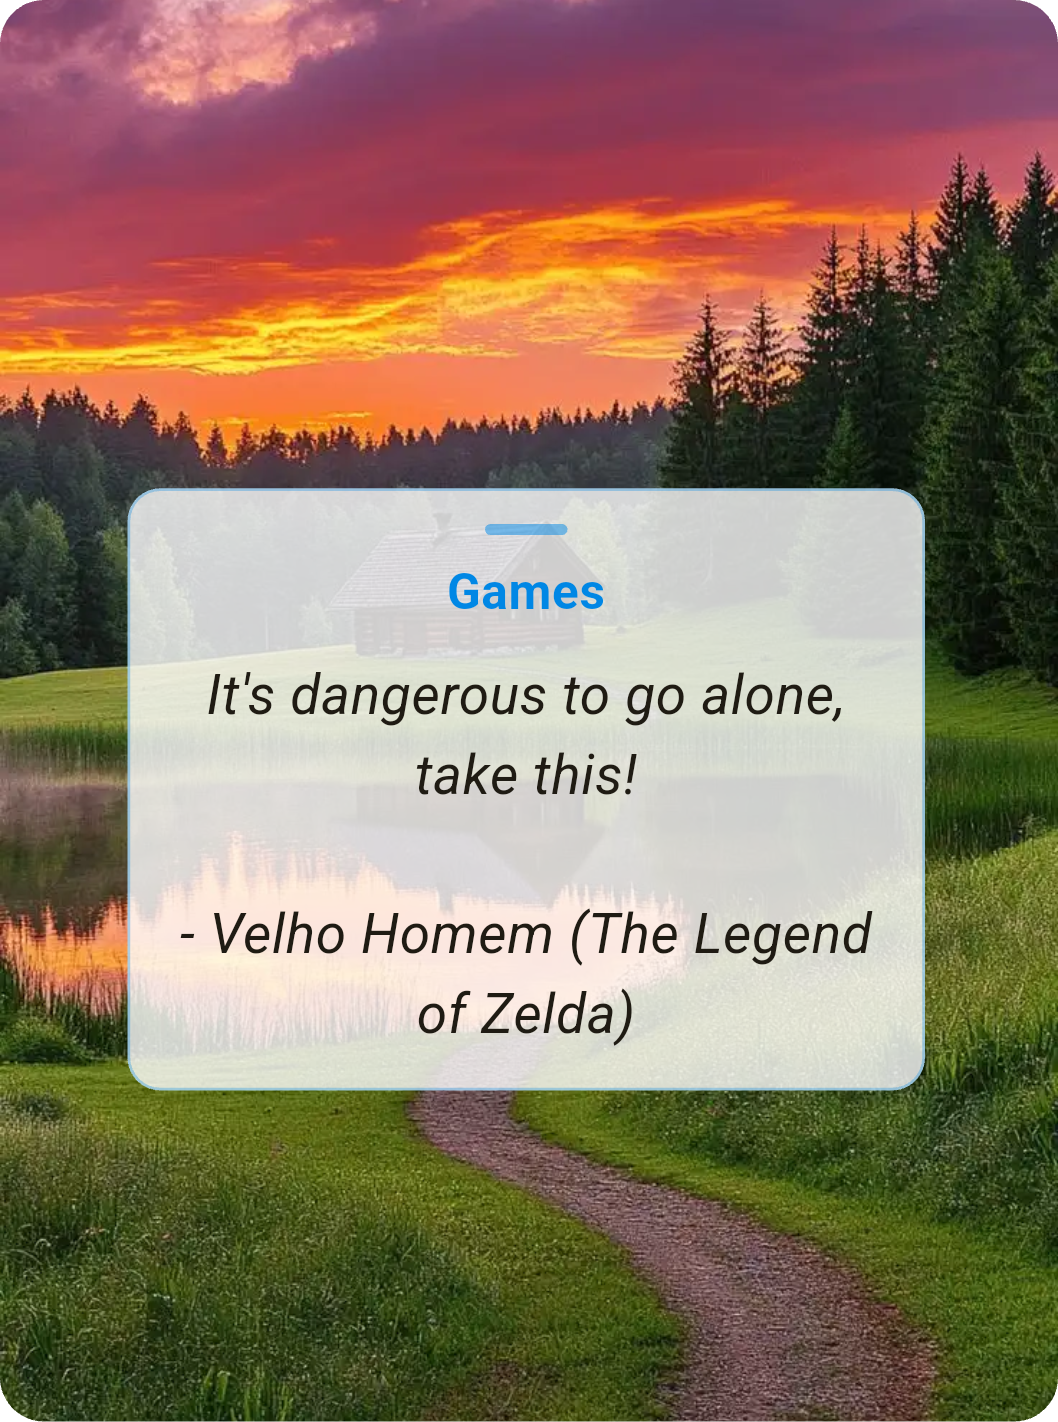 Games
It's dangerous to go alone,
take this!
- Velho Homem (The Legend
of Zelda)